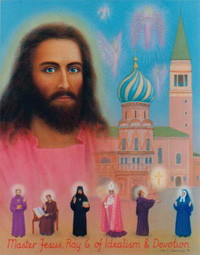 Master Jesus, Ray 6 of Idealism & Devotion.